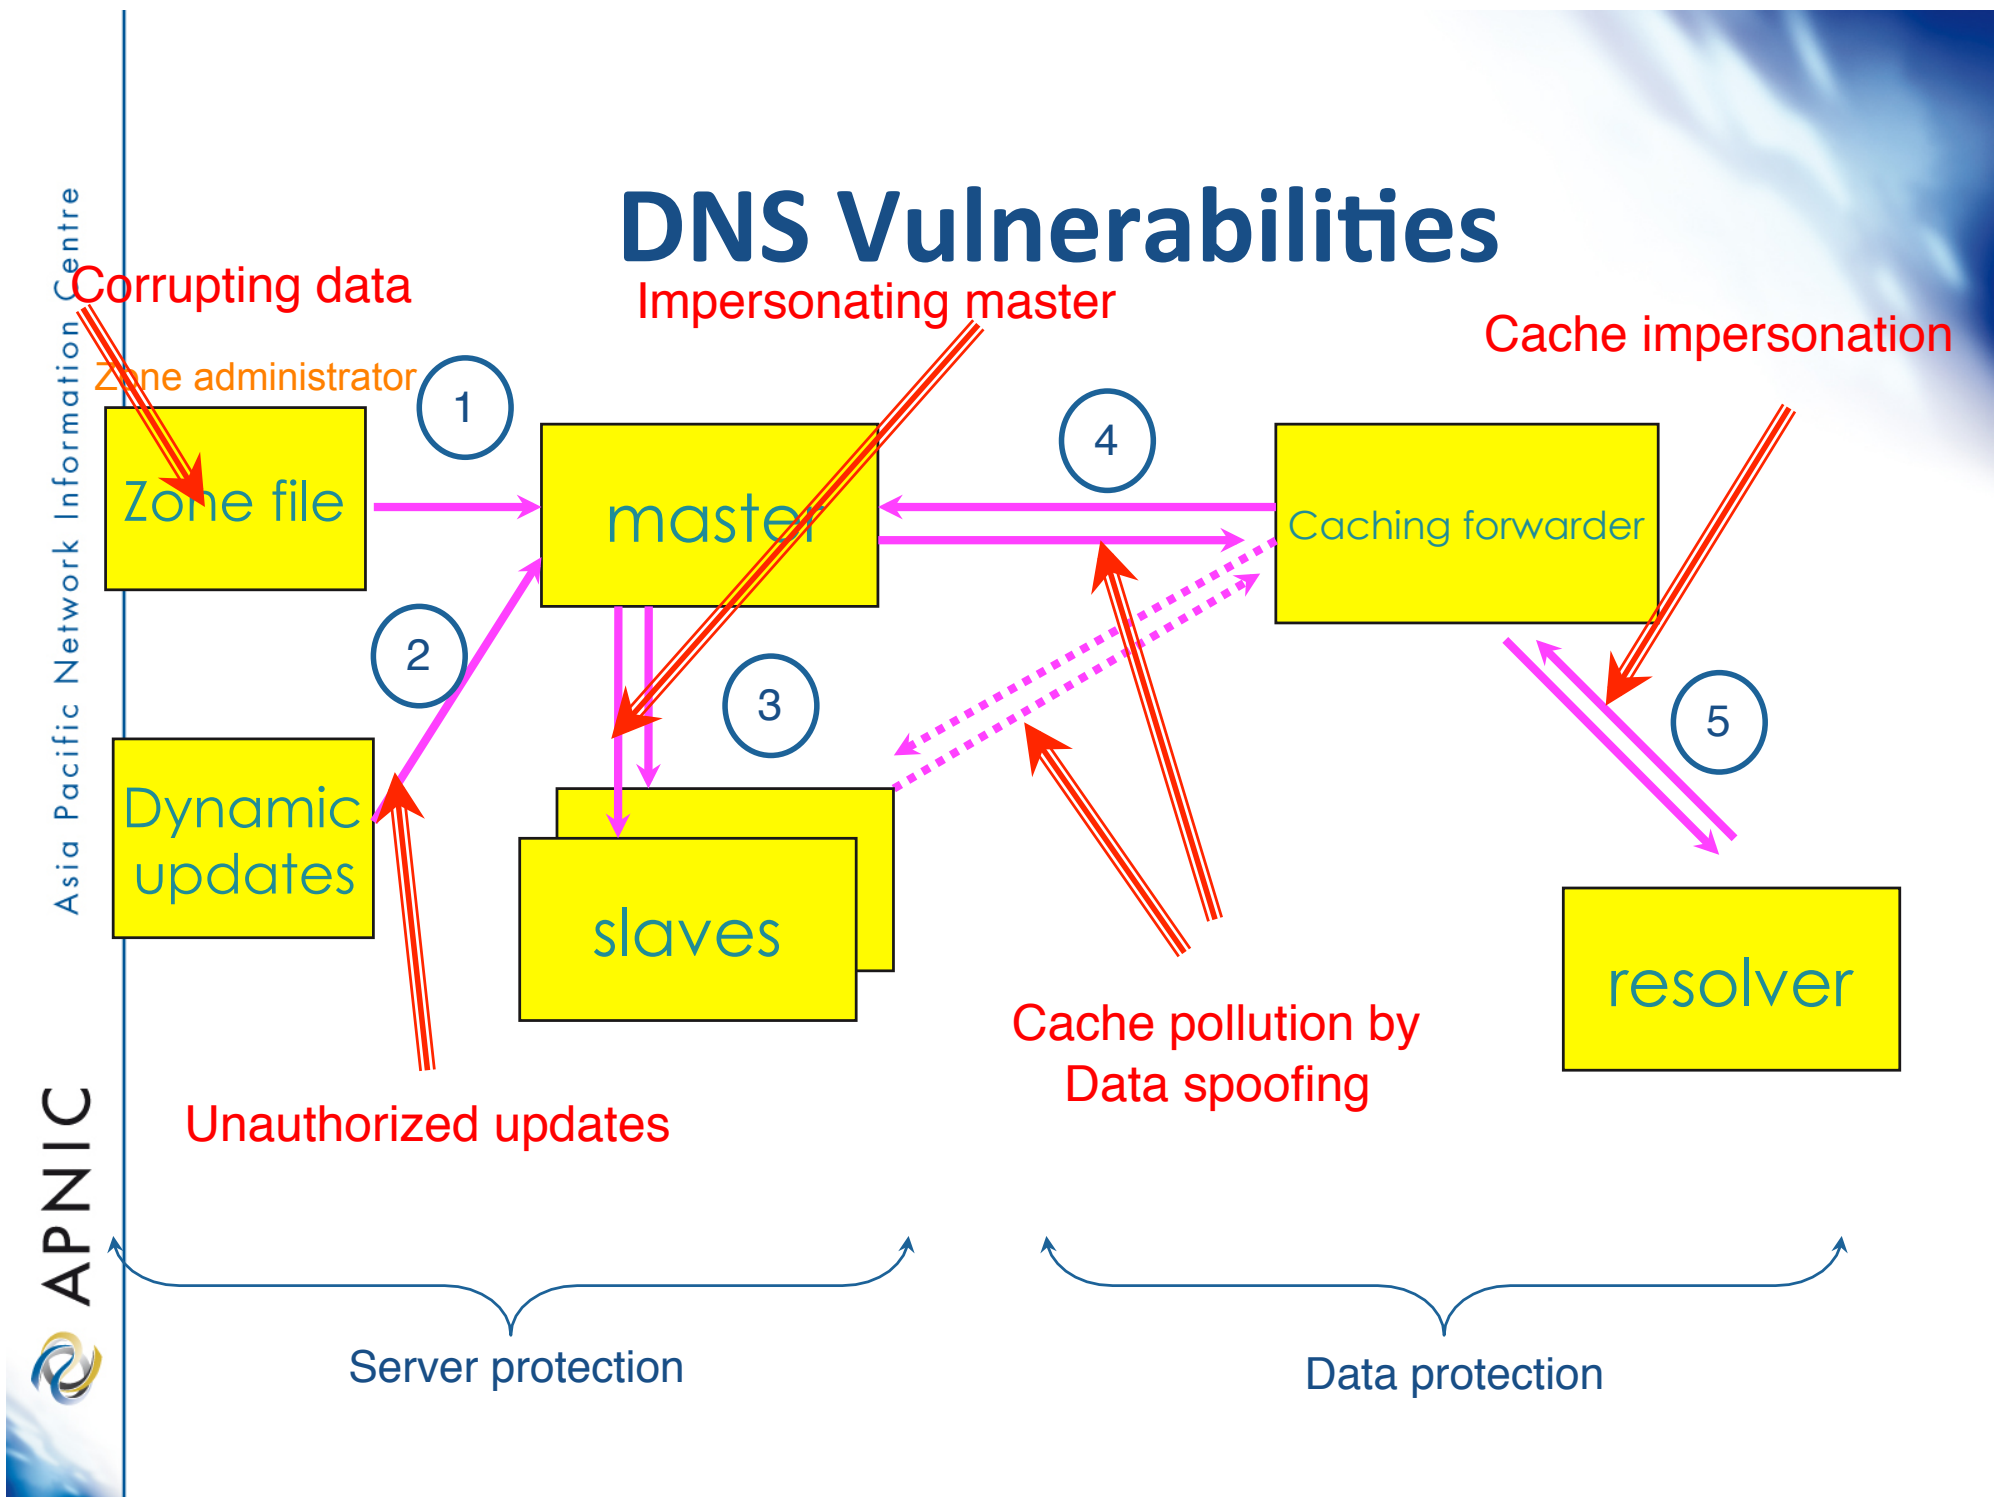 DNS Vulnerabilities
Corrupting data
Impersonating master
Cache impersonation
Zone administrator
1
4
Zone file
master
Caching forwarder
2
3
5
Dynamic
updates
slaves
resolver
Cache pollution by
Data spoofing
Unauthorized updates
Server protection
Data protection
Asia Pacific Network Information Centre
APNIC